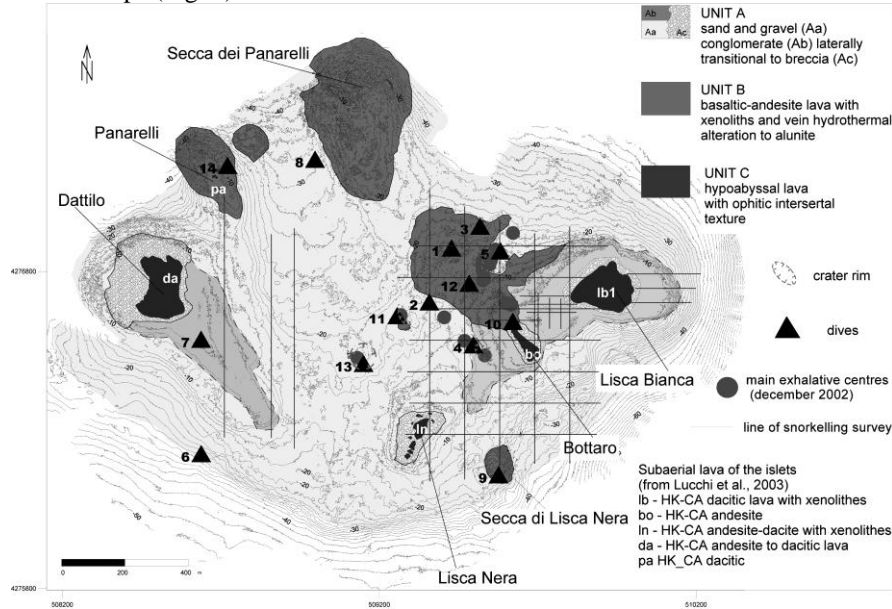 UNIT A
sand and gravel (Aa)
conglomerate (Ab) laterally
transitional to breccia (Ac)
Ab
Aa
Ac
UNIT B
basaltic-andesite lava with
xenoliths and vein hydrothermal
alteration to alunite
UNIT C
hypoabyssal lava
with ophitic intersertal
texture
crater rim
dives
main exhalative centres
(december 2002)
line of snorkelling survey
Subaerial lava of the islets
(from Lucchi et al., 2003)
lb - HK-CA dacitic lava with xenolithes
bo - HK-CA andesite
ln - HK-CA andesite-dacite with xenolithes
da - HK-CA andesite to dacitic lava
pa HK_CA dacitic
N
Secca dei Panarelli
Panarelli
Dattilo
14
pa
8
da
3
1
5
12
2
11
10
lb1
7
4
bo
13
Lisca Bianca
ln
Bottaro
6
9
Secca di Lisca Nera
Lisca Nera
0
200
400
4276800
4275800
508200
509200
510200